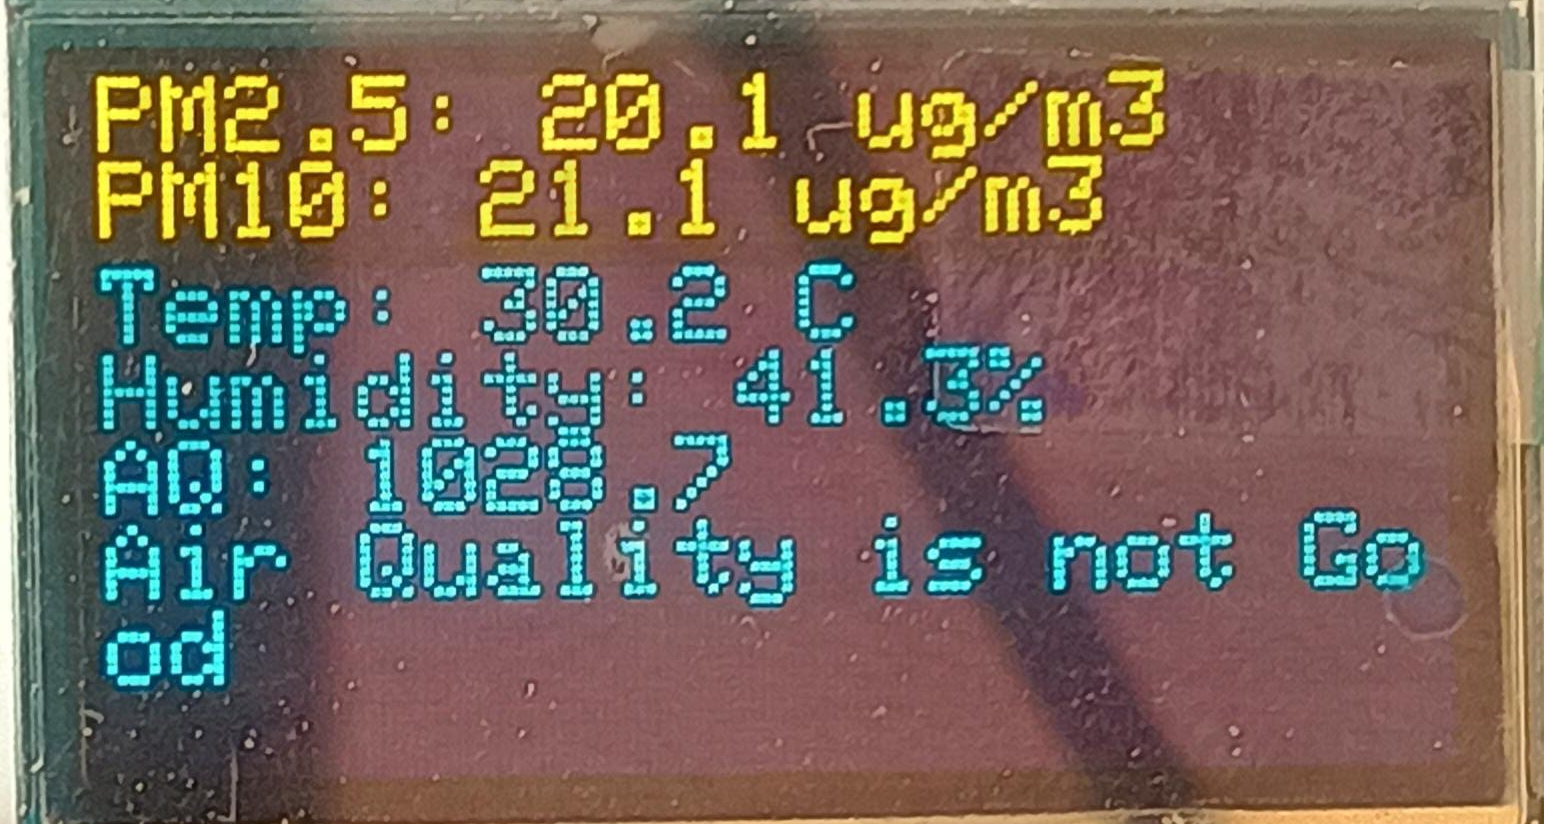 PM2.5: 20.1 ug/m3
PM10: 21.1 ug/m3
Temp: 30.2 C
Humidity: 41.3%
AQ: 1028.7
Air Quality is not Go
od